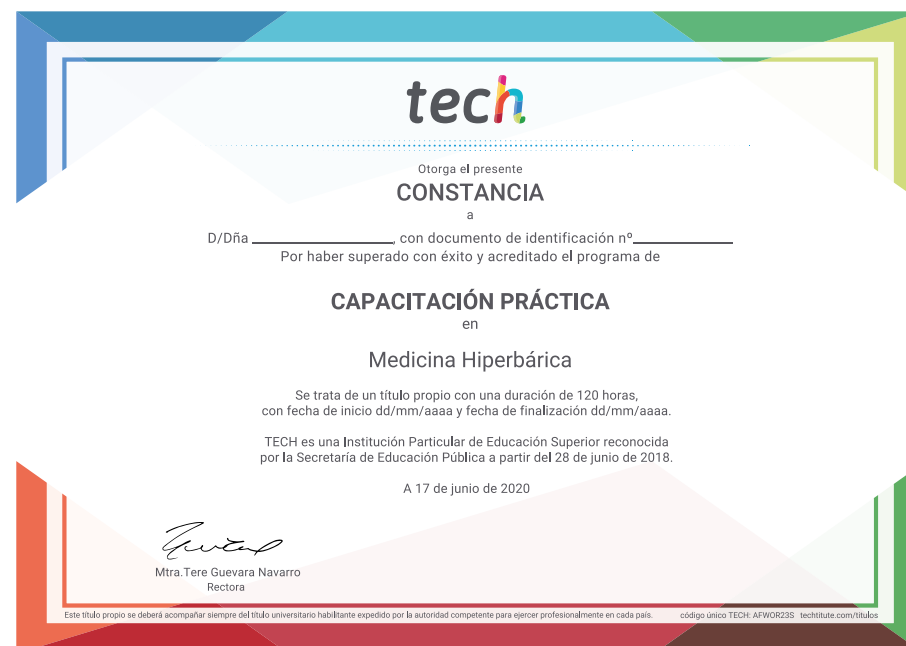 tech
Otorga el presente
CONSTANCIA
a
D/Dña ____________________, con documento de identificación nº______________
Por haber superado con éxito y acreditado el programa de
CAPACITACIÓN PRÁCTICA
en
Medicina Hiperbárica
Se trata de un título propio con una duración de 120 horas,
con fecha de inicio dd/mm/aaaa y fecha de finalización dd/mm/aaaa.
TECH es una Institución Particular de Educación Superior reconocida
por la Secretaría de Educación Pública a partir del 28 de junio de 2018.
A 17 de junio de 2020
Mtra.Tere Guevara Navarro
Rectora
Este título propio se deberá acompañar siempre del título universitario habilitante expedido por la autoridad competente para ejercer profesionalmente en cada país. código único TECH: AFWOR23S techtitute.com/titulos